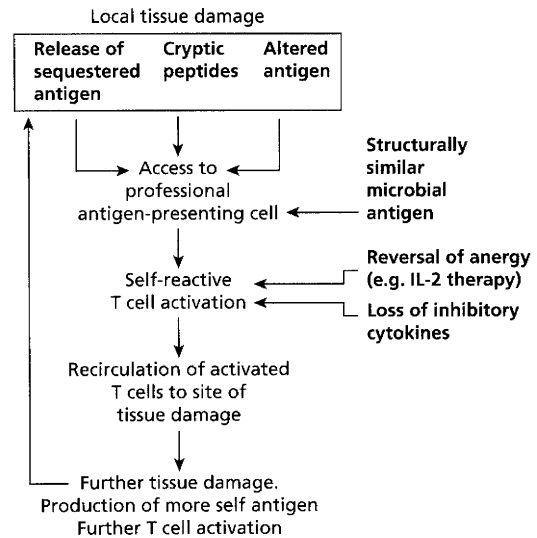 Local tissue damage
Release of
sequestered
antigen
Cryptic
peptides
Altered
antigen
Access to
professional
antigen-presenting cell
Structurally
similar
microbial
antigen
Self-reactive
T cell activation
Reversal of anergy
(e.g. IL-2 therapy)
Loss of inhibitory
cytokines
Recirculation of activated
T cells to site of
tissue damage
Further tissue damage.
Production of more self antigen
Further T cell activation